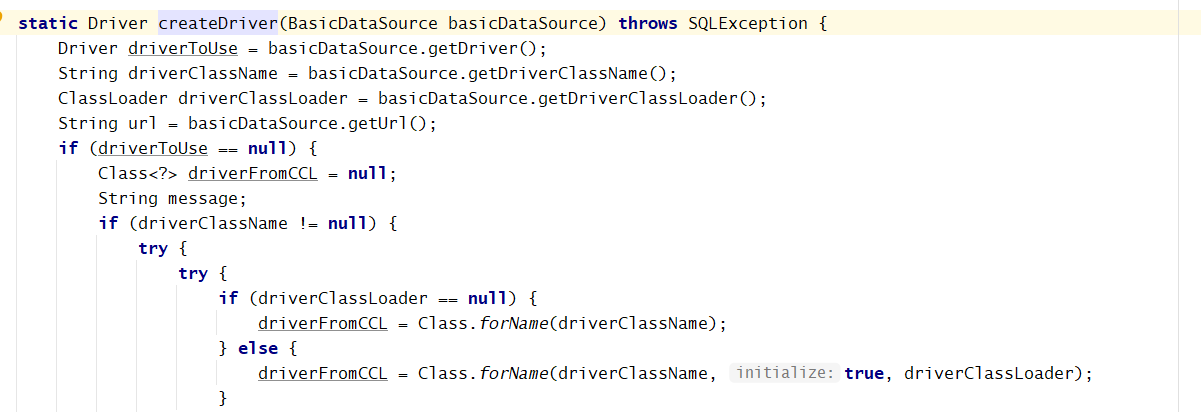 static Driver createDriver(BasicDataSource basicDataSource) throws SQLException {
Driver driverToUse = basicDataSource.getDriver();
String driverClassName = basicDataSource.getDriverClassName();
ClassLoader driverClassLoader = basicDataSource.getDriverClassLoader();
String url = basicDataSource.getUrl();
if (driverToUse == null) {
Class<?> driverFromCCL = null;
String message;
if (driverClassName != null) {
try {
try {
if (driverClassLoader == null) {
driverFromCCL = Class.forName(driverClassName);
} else {
driverFromCCL = Class.forName(driverClassName, initialize: true, driverClassLoader);
}